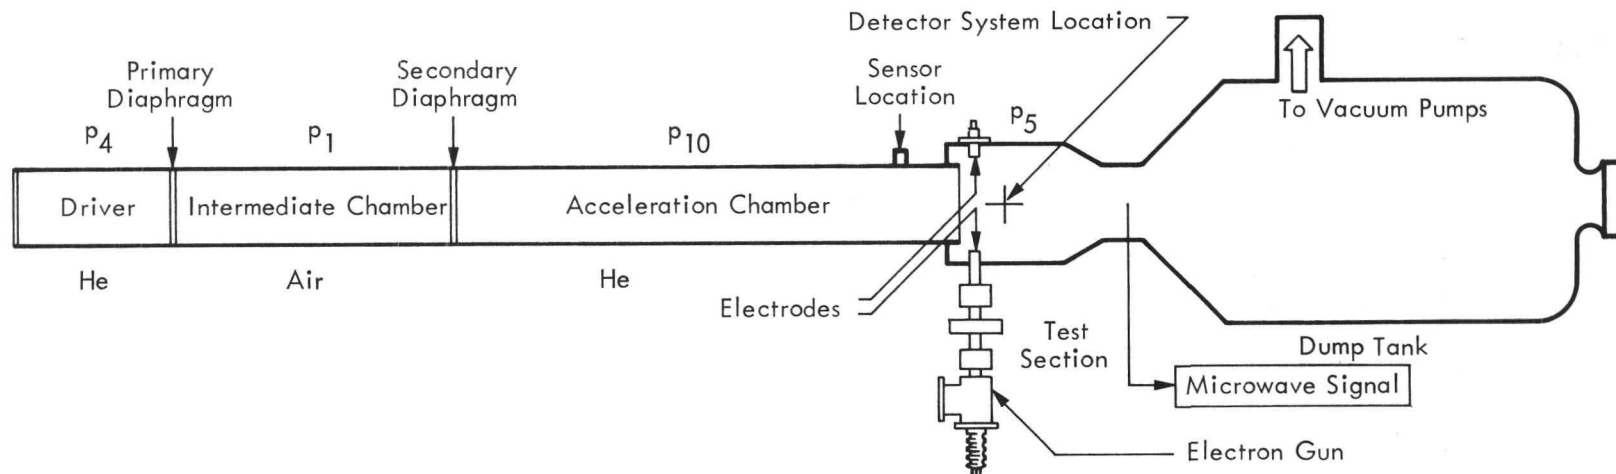 Detector System Location
Primary
Diaphragm
Secondary
Diaphragm
Sensor
Location
To Vacuum Pumps
p4
p1
p10
p5
Driver
Intermediate Chamber
Acceleration Chamber
He
Air
He
Electrodes
Test
Section
Dump Tank
Microwave Signal
Electron Gun